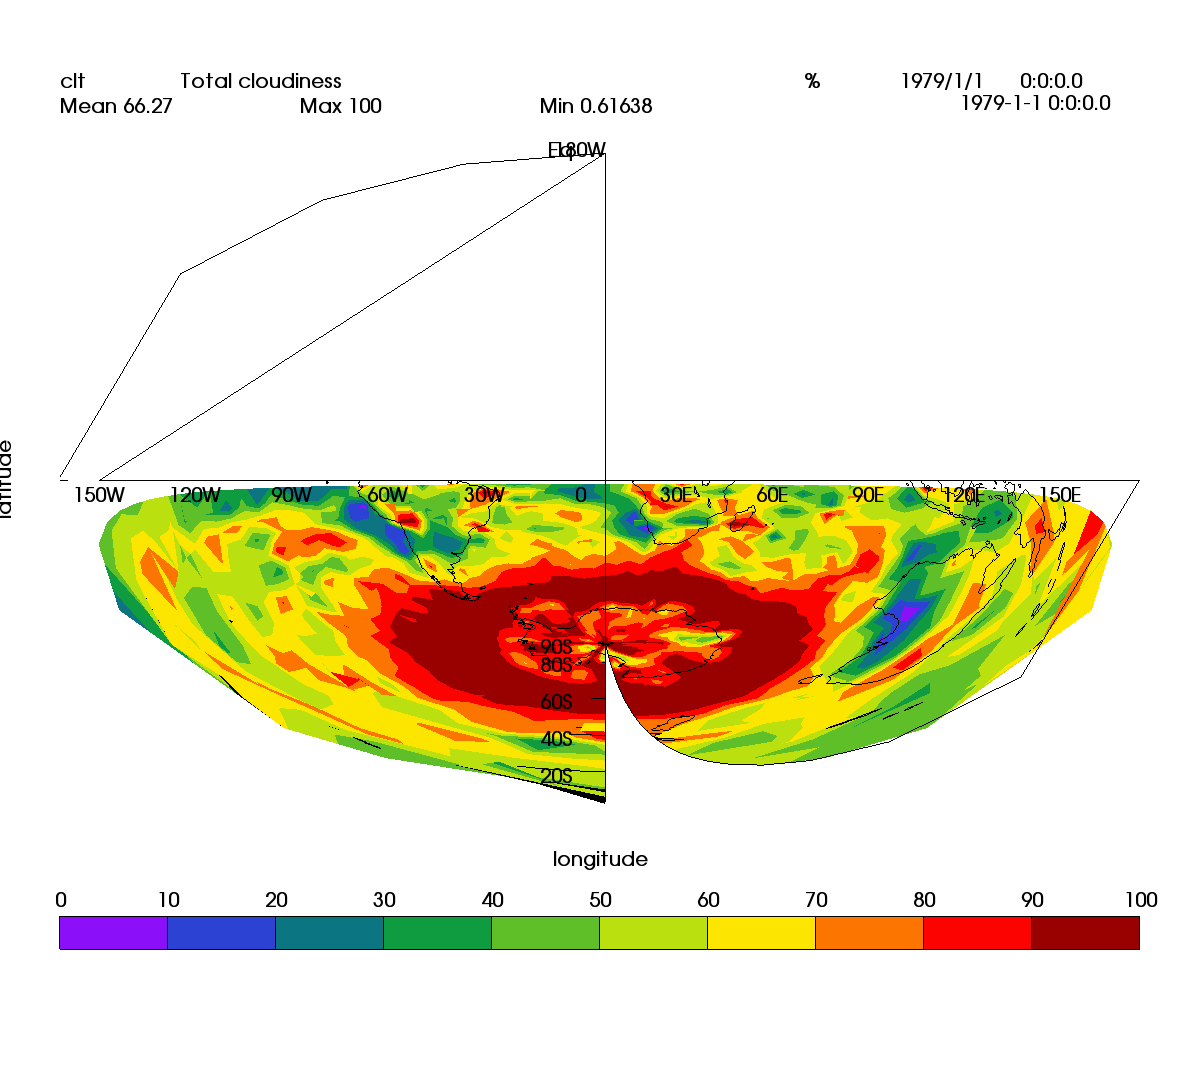 clt Total cloudiness % 1979/1/1 0:0:0.0
Mean 66.27 Max 100 Min 0.61638 1979-1-1 0:0:0.0
Eq 180W
latitude
150W 120W 90W 60W 30W 0 30E 60E 90E 120E 150E
90S
80S
60S
40S
20S
longitude
0 10 20 30 40 50 60 70 80 90 100